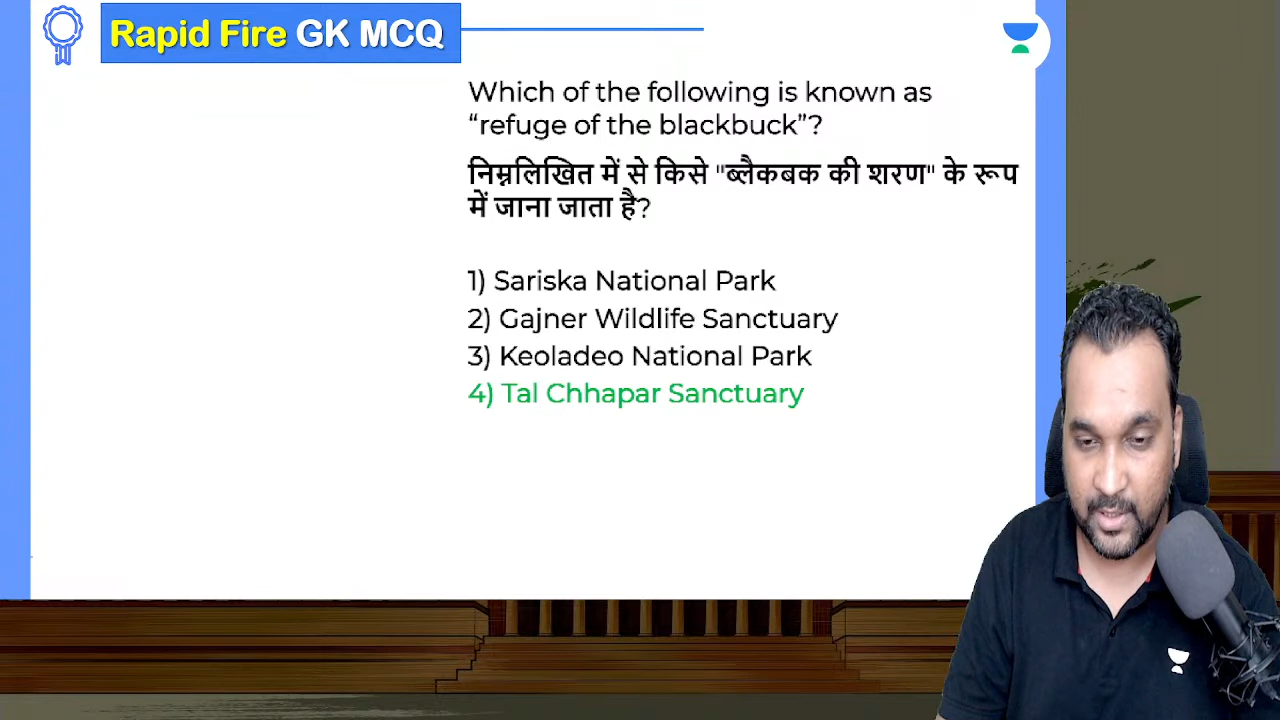 Rapid Fire GK MCQ
Which of the following is known as
“refuge of the blackbuck”?
निम्नलिखित में से किसे "ब्लैकबक की शरण" के रूप
में जाना जाता है?
1) Sariska National Park
2) Gajner Wildlife Sanctuary
3) Keoladeo National Park
4) Tal Chhapar Sanctuary